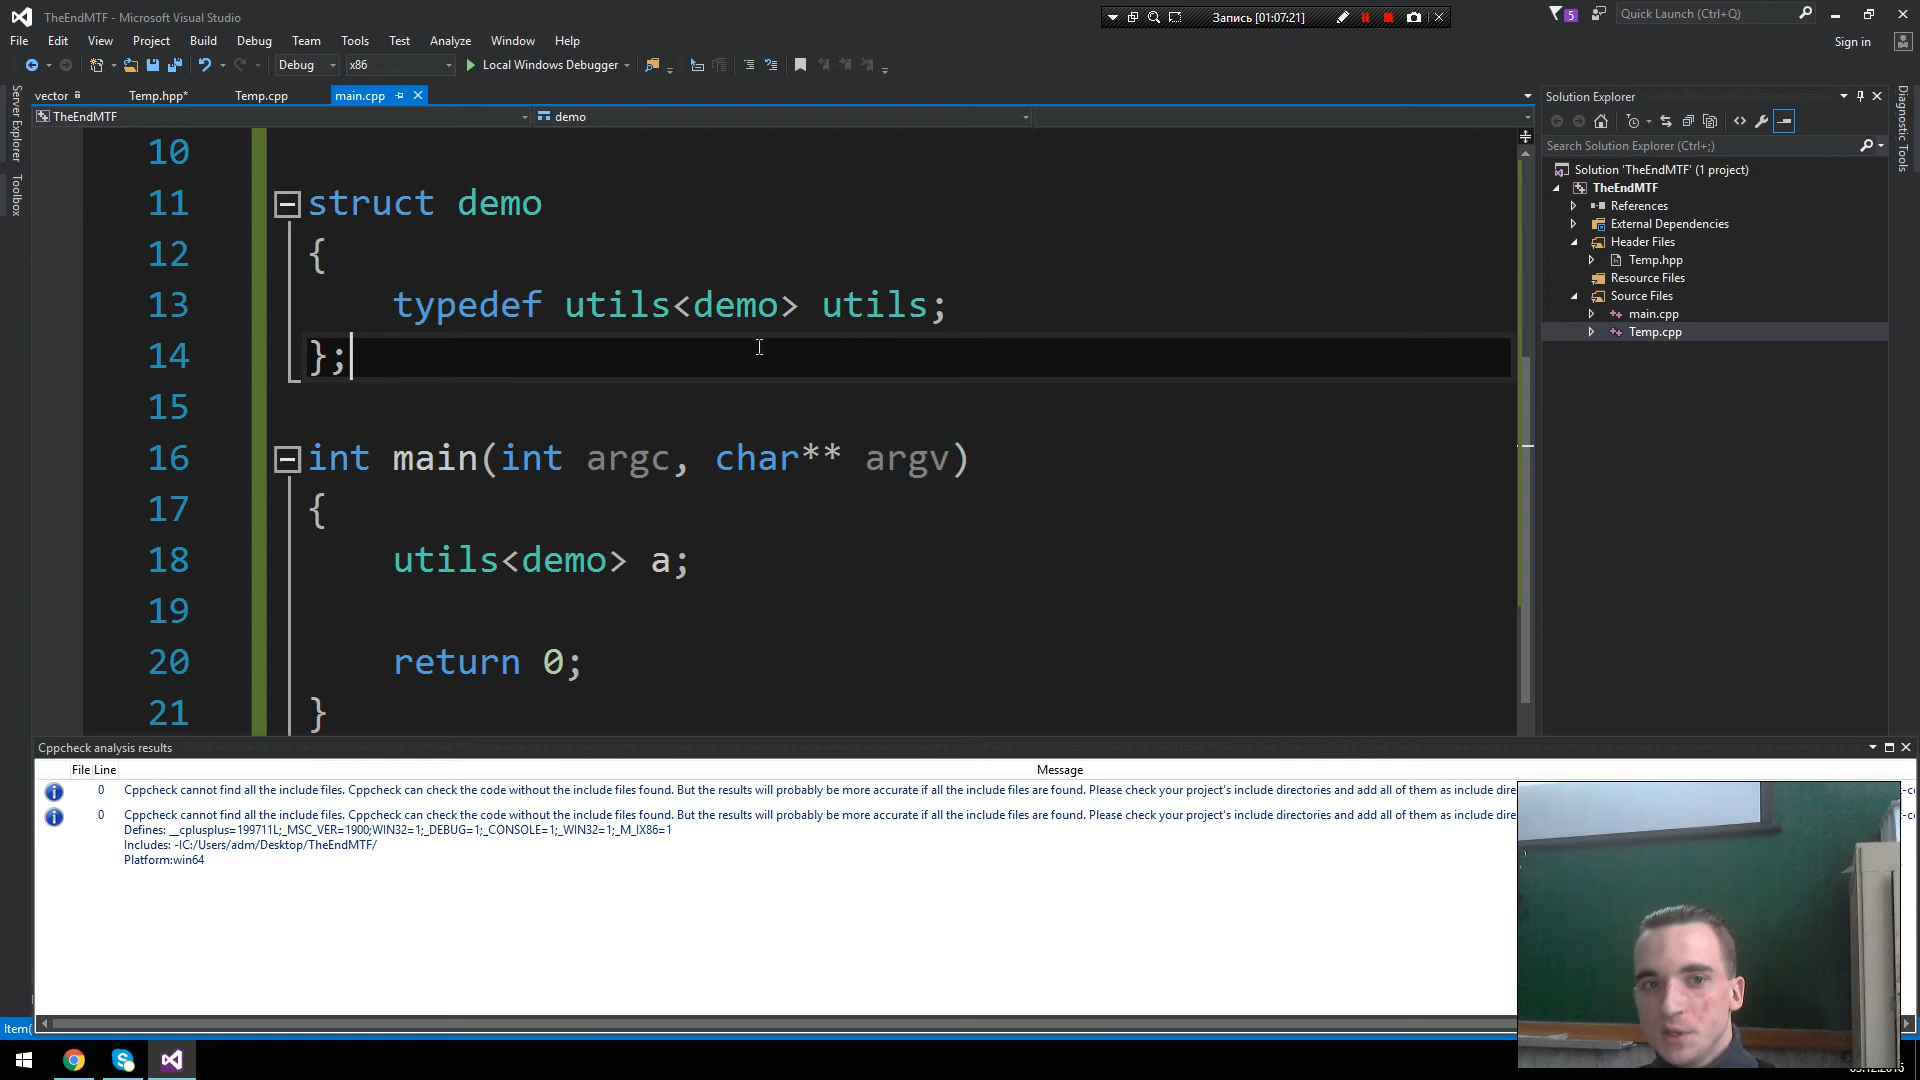 TheEndMTF - Microsoft Visual Studio
Запись [01:07:21]
5
Quick Launch (Ctrl+Q)
File Edit View Project Build Debug Team Tools Test Analyze Window Help
Sign in
Debug x86 Local Windows Debugger
Server Explorer
Toolbox
vector Temp.hpp* Temp.cpp main.cpp
TheEndMTF demo
10
11 struct demo
12 {
13 typedef utils<demo> utils;
14 };
15
16 int main(int argc, char** argv)
17 {
18 utils<demo> a;
19
20 return 0;
21 }
Solution Explorer
Search Solution Explorer (Ctrl+;)
Solution 'TheEndMTF' (1 project)
TheEndMTF
References
External Dependencies
Header Files
Temp.hpp
Resource Files
Source Files
main.cpp
Temp.cpp
Diagnostic Tools
Cppcheck analysis results
File Line Message
0 Cppcheck cannot find all the include files. Cppcheck can check the code without the include files found. But the results will probably be more accurate if all the include files are found. Please check your project's include directories and add all of them as include dire
0 Cppcheck cannot find all the include files. Cppcheck can check the code without the include files found. But the results will probably be more accurate if all the include files are found. Please check your project's include directories and add all of them as include dire
Defines: __cplusplus=199711L;_MSC_VER=1900;WIN32=1;_DEBUG=1;_CONSOLE=1;_WIN32=1;_M_IX86=1
Includes: -IC:/Users/adm/Desktop/TheEndMTF/
Platform:win64
Item(